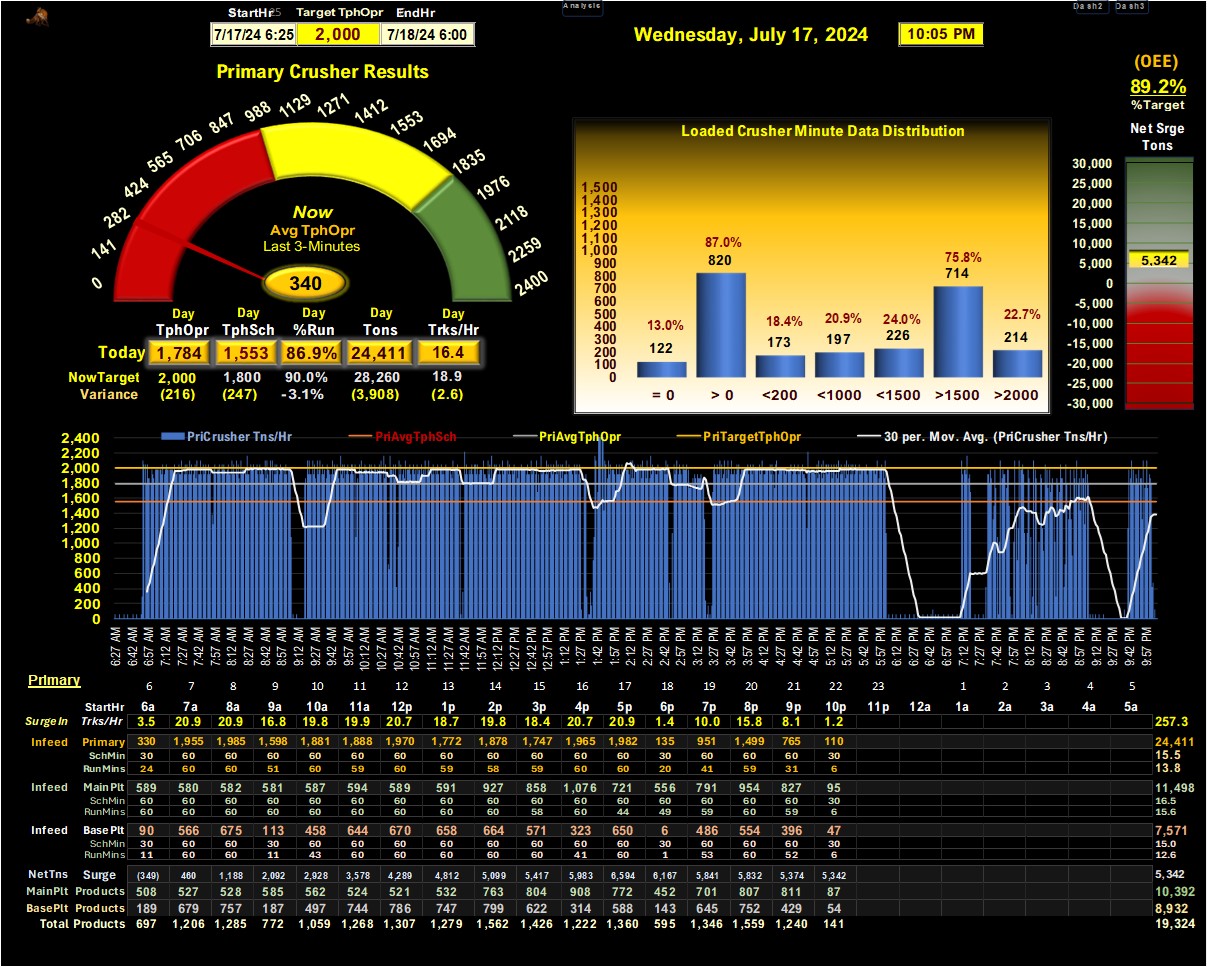 Analysis
Dash2 Dash3
StartHr25 Target TphOpr EndHr
7/17/24 6:25 2,000 7/18/24 6:00
Wednesday, July 17, 2024 10:05 PM
(OEE)
89.2%
%Target
Net Srge
Tons
30,000
25,000
20,000
15,000
10,000
5,000
0
-5,000
-10,000
-15,000
-20,000
-25,000
-30,000
5,342
Primary Crusher Results
0 141 282 424 565 706 847 988 1129 1271 1412 1553 1694 1835 1976 2118 2259 2400
Now
Avg TphOpr
Last 3-Minutes
340
Day Day Day Day Day
TphOpr TphSch %Run Tons Trks/Hr
Today 1,784 1,553 86.9% 24,411 16.4
NowTarget 2,000 1,800 90.0% 28,260 18.9
Variance (216) (247) -3.1% (3,908) (2.6)
Loaded Crusher Minute Data Distribution
1,500
1,400
1,300
1,200
1,100
1,000
900
800
700
600
500
400
300
200
100
0
13.0% 87.0% 18.4% 20.9% 24.0% 75.8% 22.7%
122 820 173 197 226 714 214
= 0 > 0 <200 <1000 <1500 >1500 >2000
PriCrusher Tns/Hr PriAvgTphSch PriAvgTphOpr PriTargetTphOpr 30 per. Mov. Avg. (PriCrusher Tns/Hr)
2,400
2,200
2,000
1,800
1,600
1,400
1,200
1,000
800
600
400
200
0
6:27 AM 6:42 AM 6:57 AM 7:12 AM 7:27 AM 7:42 AM 7:57 AM 8:12 AM 8:27 AM 8:42 AM 8:57 AM 9:12 AM 9:27 AM 9:42 AM 9:57 AM 10:12 AM 10:27 AM 10:42 AM 10:57 AM 11:12 AM 11:27 AM 11:42 AM 11:57 AM 12:12 PM 12:27 PM 12:42 PM 12:57 PM 1:12 PM 1:27 PM 1:42 PM 1:57 PM 2:12 PM 2:27 PM 2:42 PM 2:57 PM 3:12 PM 3:27 PM 3:42 PM 3:57 PM 4:12 PM 4:27 PM 4:42 PM 4:57 PM 5:12 PM 5:27 PM 5:42 PM 5:57 PM 6:12 PM 6:27 PM 6:42 PM 6:57 PM 7:12 PM 7:27 PM 7:42 PM 7:57 PM 8:12 PM 8:27 PM 8:42 PM 8:57 PM 9:12 PM 9:27 PM 9:42 PM 9:57 PM
Primary
6 7 8 9 10 11 12 13 14 15 16 17 18 19 20 21 22 23 1 2 3 4 5
StartHr 6a 7a 8a 9a 10a 11a 12p 1p 2p 3p 4p 5p 6p 7p 8p 9p 10p 11p 12a 1a 2a 3a 4a 5a
SurgeIn Trks/Hr 3.5 20.9 20.9 16.8 19.8 19.9 20.7 18.7 19.8 18.4 20.7 20.9 1.4 10.0 15.8 8.1 1.2 257.3
Infeed Primary 330 1,955 1,985 1,598 1,881 1,888 1,970 1,772 1,878 1,747 1,965 1,982 135 951 1,499 765 110 24,411
SchMin 30 60 60 60 60 60 60 60 60 60 60 60 30 60 60 60 30 15.5
RunMins 24 60 60 51 60 59 60 59 58 59 60 60 20 41 59 31 6 13.8
Infeed MainPlt 589 580 582 581 587 594 589 591 927 858 1,076 721 556 791 954 827 95 11,498
SchMin 60 60 60 60 60 60 60 60 60 60 60 60 60 60 60 60 30 16.5
RunMins 60 60 60 60 60 60 60 60 60 58 60 44 49 59 60 59 6 15.6
Infeed BasePlt 90 566 675 113 458 644 670 658 664 571 323 650 6 486 554 396 47 7,571
SchMin 30 60 60 30 60 60 60 60 60 60 60 60 30 60 60 60 30 15.0
RunMins 11 60 60 11 43 60 60 60 60 60 41 60 1 53 60 52 6 12.6
NetTns Surge (349) 460 1,188 2,092 2,928 3,578 4,289 4,812 5,099 5,417 5,983 6,594 6,167 5,841 5,832 5,374 5,342 5,342
MainPlt Products 508 527 528 585 562 524 521 532 763 804 908 772 452 701 807 811 87 10,392
BasePlt Products 189 679 757 187 497 744 786 747 799 622 314 588 143 645 752 429 54 8,932
Total Products 697 1,206 1,285 772 1,059 1,268 1,307 1,279 1,562 1,426 1,222 1,360 595 1,346 1,559 1,240 141 19,324